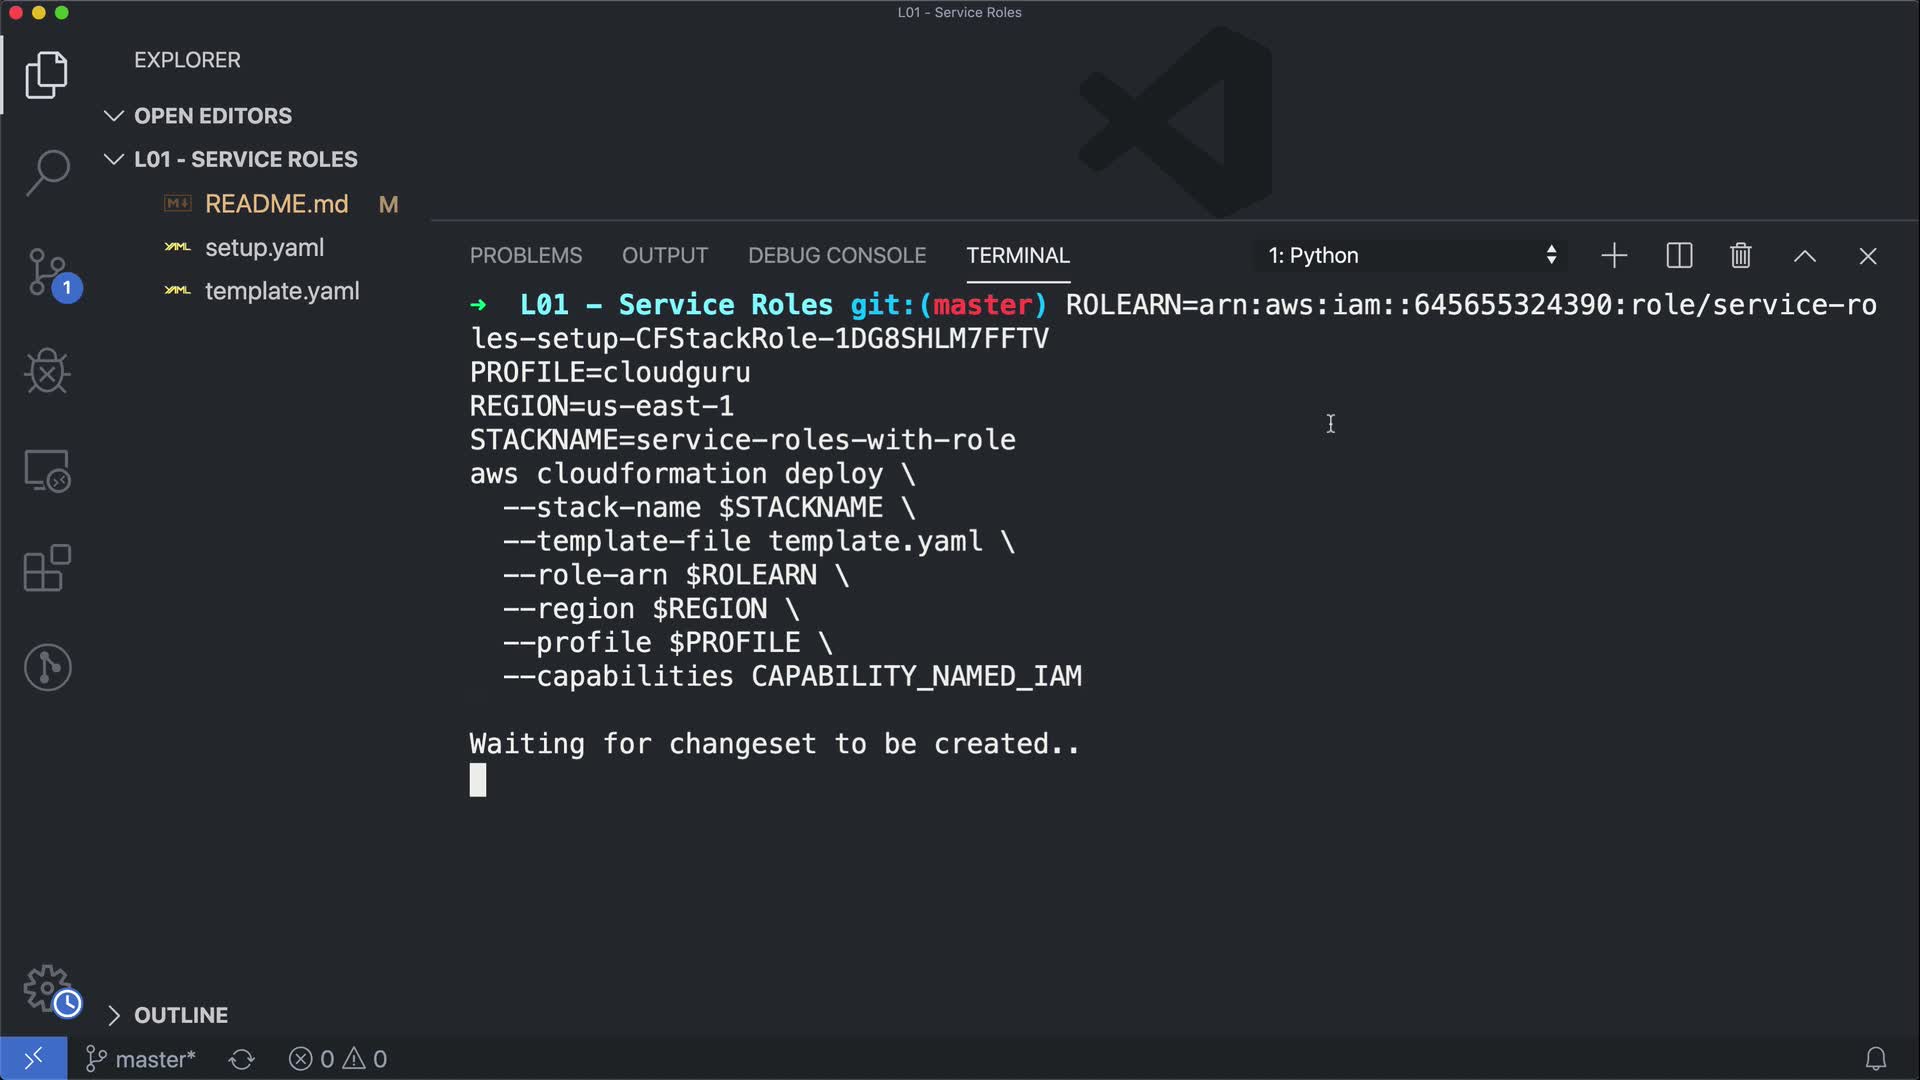 L01 - Service Roles
EXPLORER
OPEN EDITORS
L01 - SERVICE ROLES
README.md M
YAML setup.yaml
YAML template.yaml
1
OUTLINE
PROBLEMS OUTPUT DEBUG CONSOLE TERMINAL 1: Python
➜ L01 - Service Roles git:(master) ROLEARN=arn:aws:iam::645655324390:role/service-ro
les-setup-CFStackRole-1DG8SHLM7FFTV
PROFILE=cloudguru
REGION=us-east-1
STACKNAME=service-roles-with-role
aws cloudformation deploy \
--stack-name $STACKNAME \
--template-file template.yaml \
--role-arn $ROLEARN \
--region $REGION \
--profile $PROFILE \
--capabilities CAPABILITY_NAMED_IAM
Waiting for changeset to be created..
master* 0 0